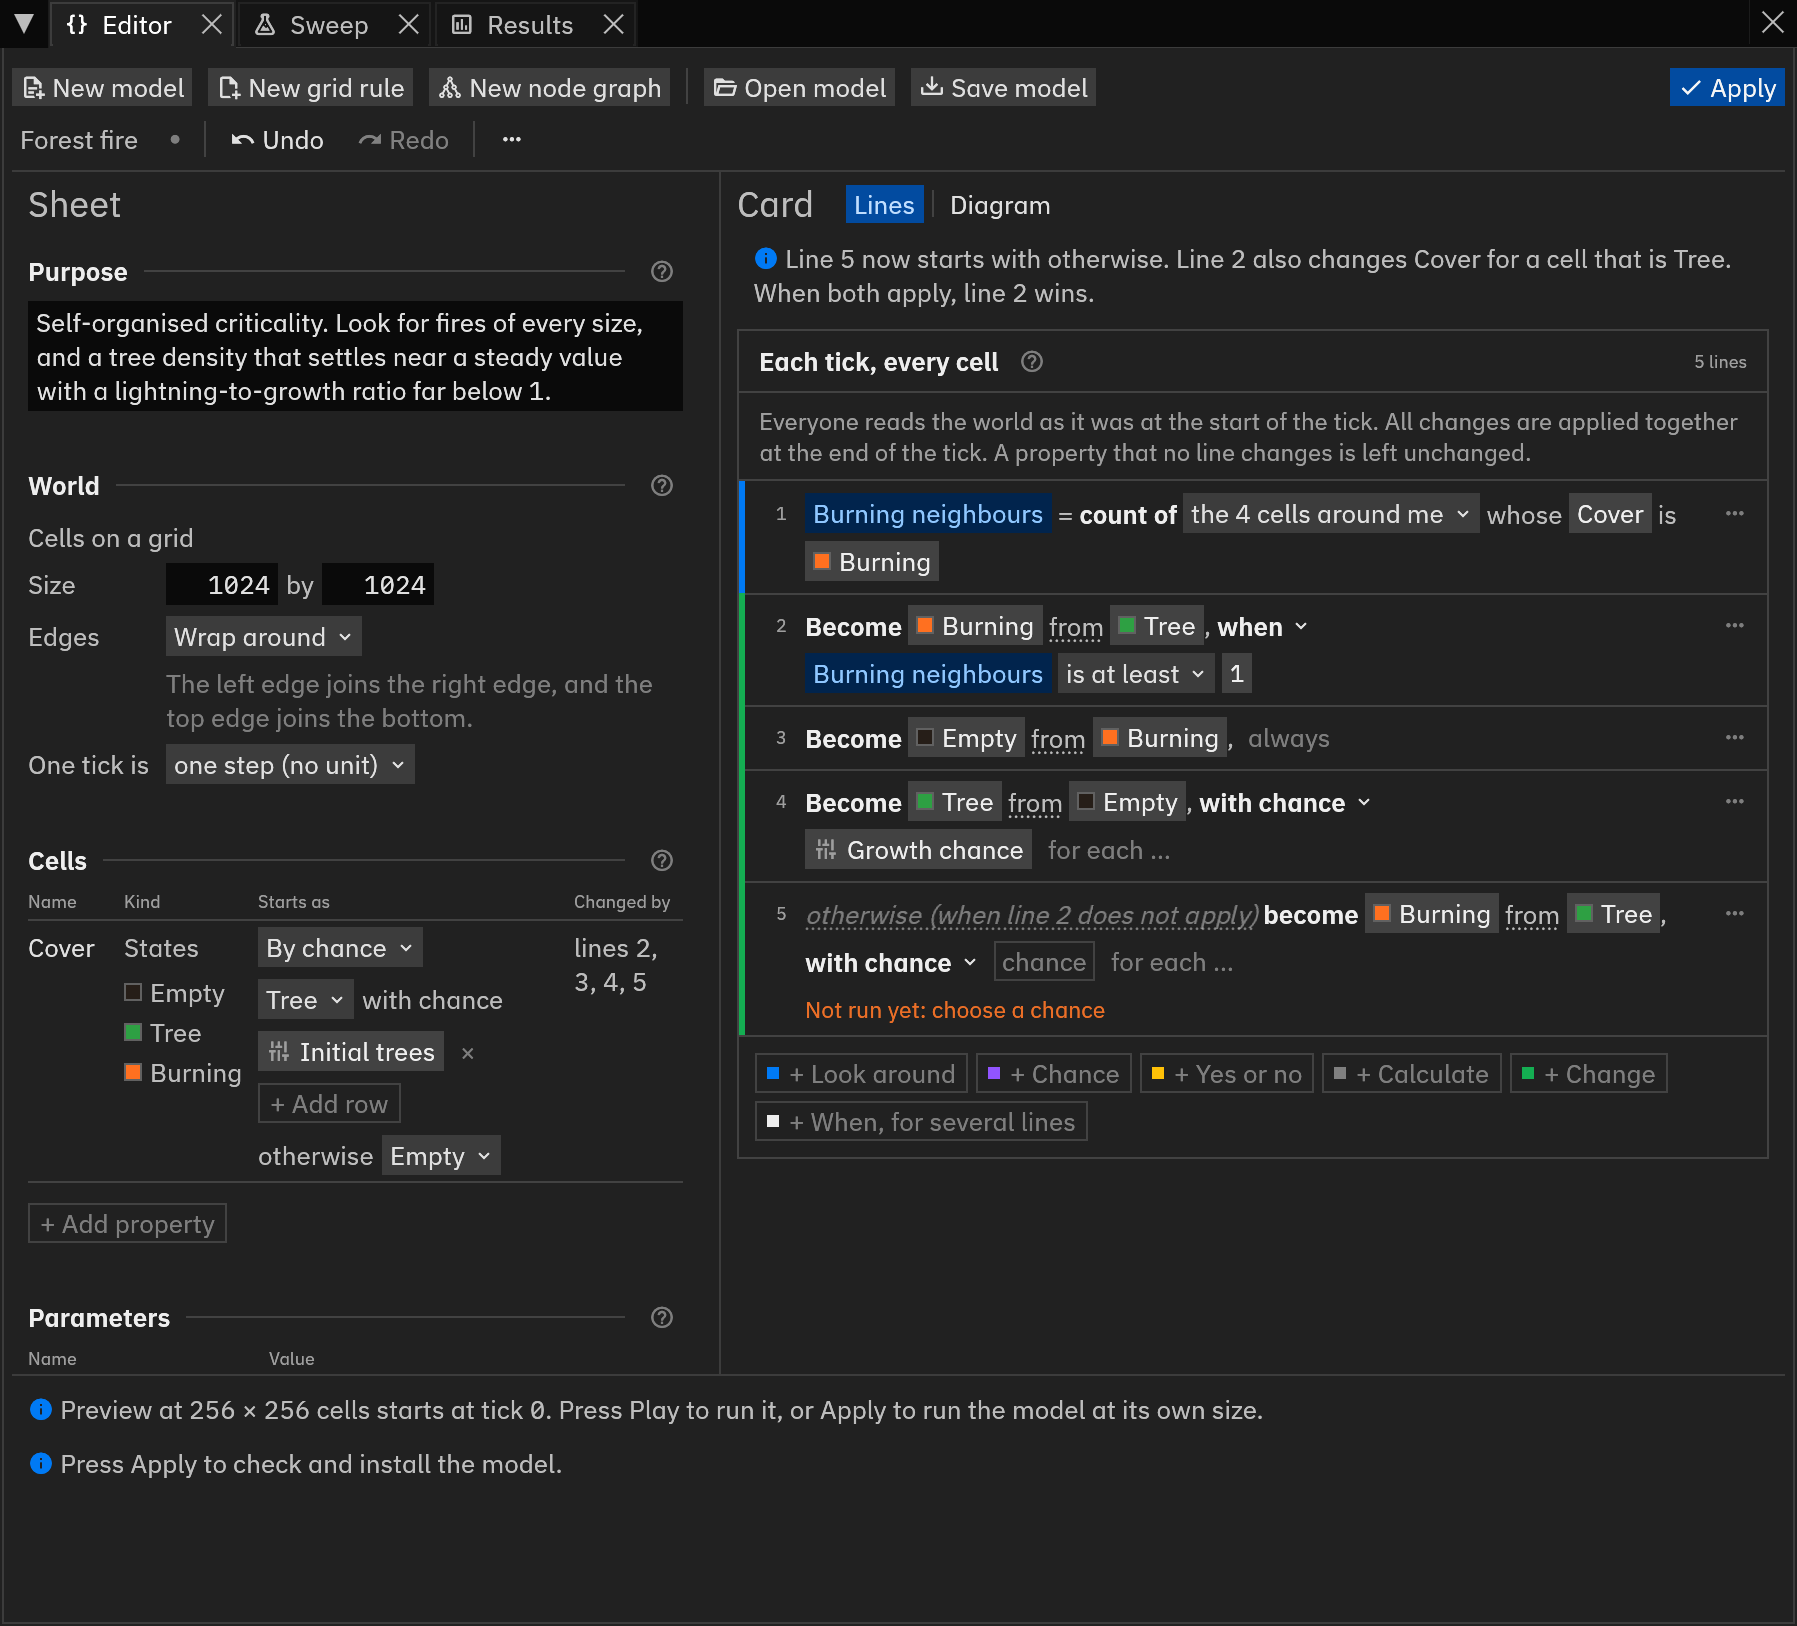 Editor
Sweep
Results
New model
New grid rule
New node graph
Open model
Save model
Apply
Forest fire
Undo
Redo
Sheet
Purpose
Self-organised criticality. Look for fires of every size,
and a tree density that settles near a steady value
with a lightning-to-growth ratio far below 1.
World
Cells on a grid
Size 1024 by 1024
Edges Wrap around
The left edge joins the right edge, and the
top edge joins the bottom.
One tick is one step (no unit)
Cells
Name Kind Starts as Changed by
Cover States By chance lines 2,
3, 4, 5
Empty
Tree
Burning
Tree with chance
Initial trees ×
+ Add row
otherwise Empty
+ Add property
Parameters
Name Value
Card Lines Diagram
Line 5 now starts with otherwise. Line 2 also changes Cover for a cell that is Tree.
When both apply, line 2 wins.
Each tick, every cell 5 lines
Everyone reads the world as it was at the start of the tick. All changes are applied together
at the end of the tick. A property that no line changes is left unchanged.
1 Burning neighbours = count of the 4 cells around me whose Cover is
Burning
2 Become Burning from Tree, when
Burning neighbours is at least 1
3 Become Empty from Burning, always
4 Become Tree from Empty, with chance
Growth chance for each ...
5 otherwise (when line 2 does not apply) become Burning from Tree,
with chance chance for each ...
Not run yet: choose a chance
+ Look around + Chance + Yes or no + Calculate + Change
+ When, for several lines
Preview at 256 × 256 cells starts at tick 0. Press Play to run it, or Apply to run the model at its own size.
Press Apply to check and install the model.